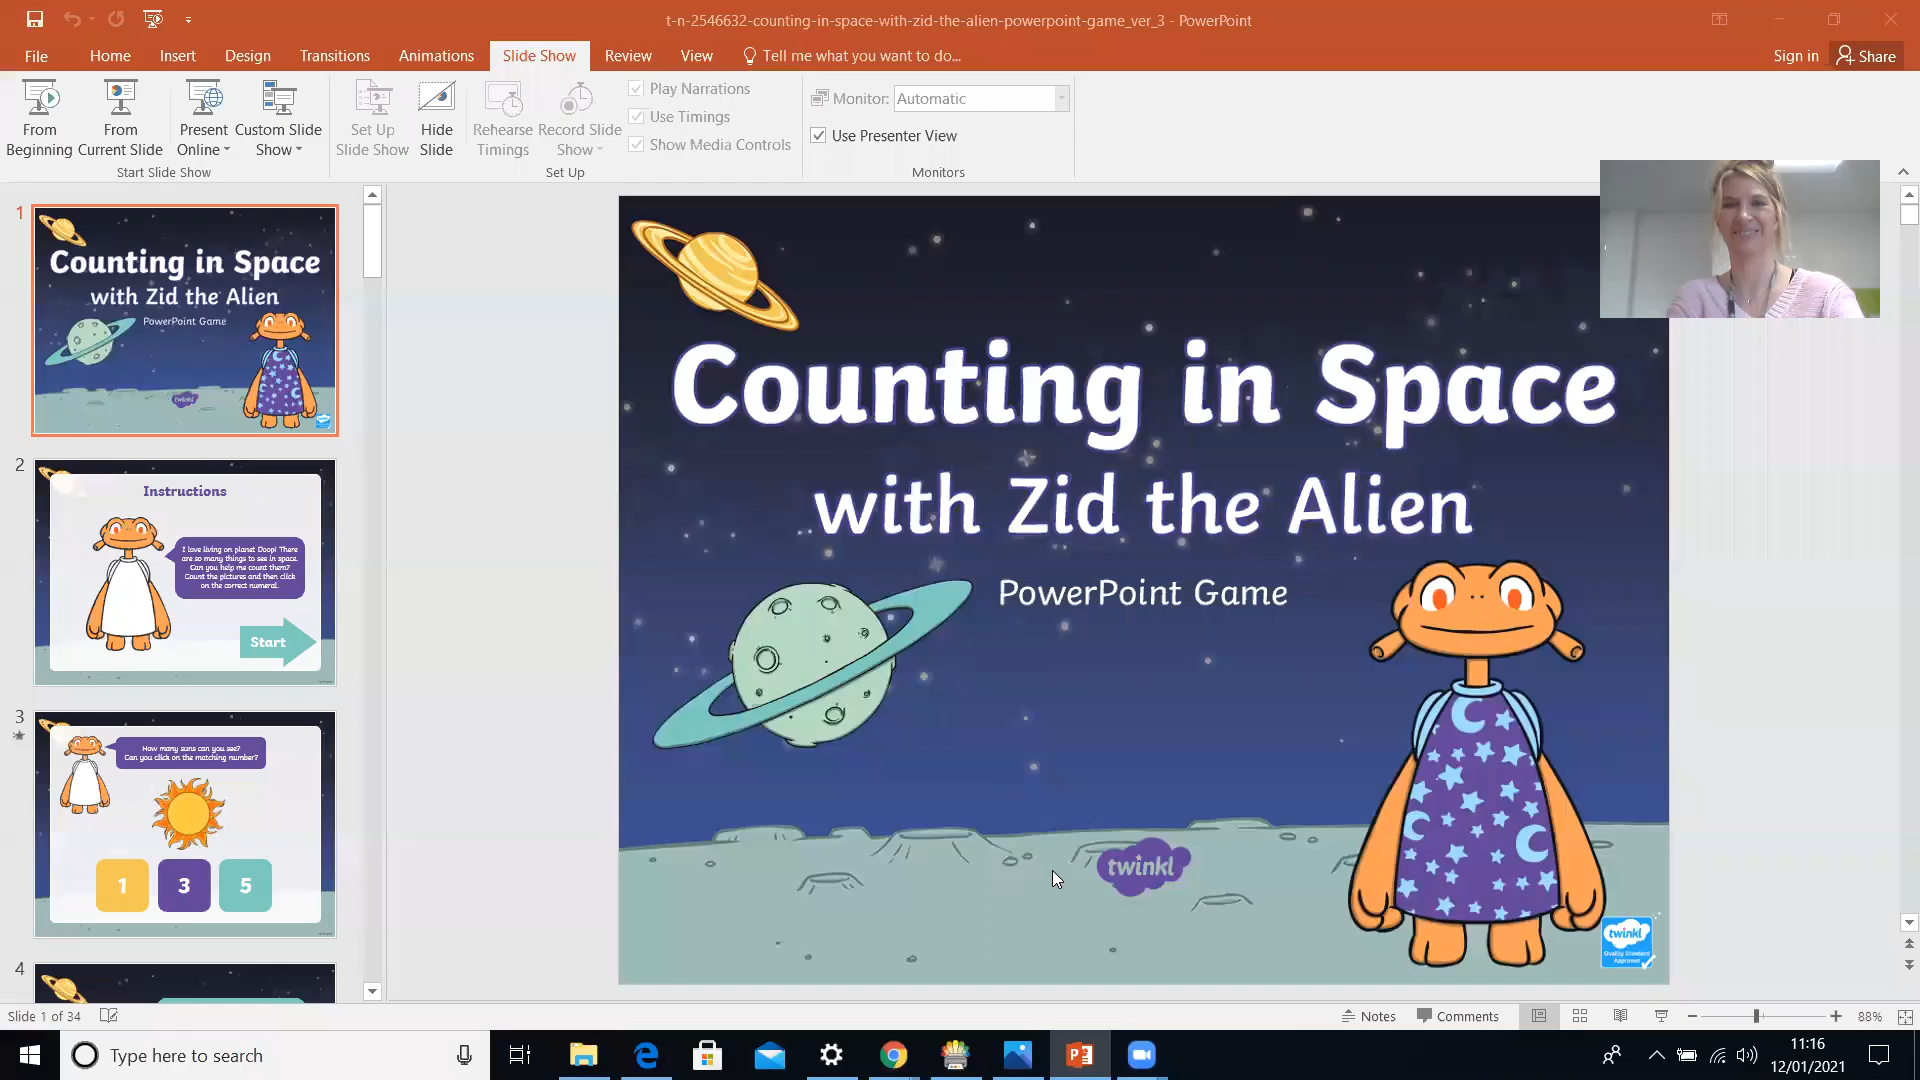 t-n-2546632-counting-in-space-with-zid-the-alien-powerpoint-game_ver_3 - PowerPoint
File Home Insert Design Transitions Animations Slide Show Review View Tell me what you want to do... Sign in Share
From Beginning
From Current Slide
Present Online
Custom Slide Show
Set Up Slide Show
Hide Slide
Rehearse Timings
Record Slide Show
Play Narrations
Use Timings
Show Media Controls
Monitor: Automatic
Use Presenter View
Start Slide Show
Set Up
Monitors
1
Counting in Space
with Zid the Alien
PowerPoint Game
twinkl
2
Instructions
I love living on planet Doop! There
are so many things to see in space.
Can you help me count them?
Count the pictures and then click
on the correct numeral.
Start
3
How many suns can you see?
Can you click on the matching number?
1 3 5
4
Counting in Space
with Zid the Alien
PowerPoint Game
twinkl
twinkl
Quality Standard
Approved
Slide 1 of 34
Notes Comments 88%
Type here to search
11:16
12/01/2021